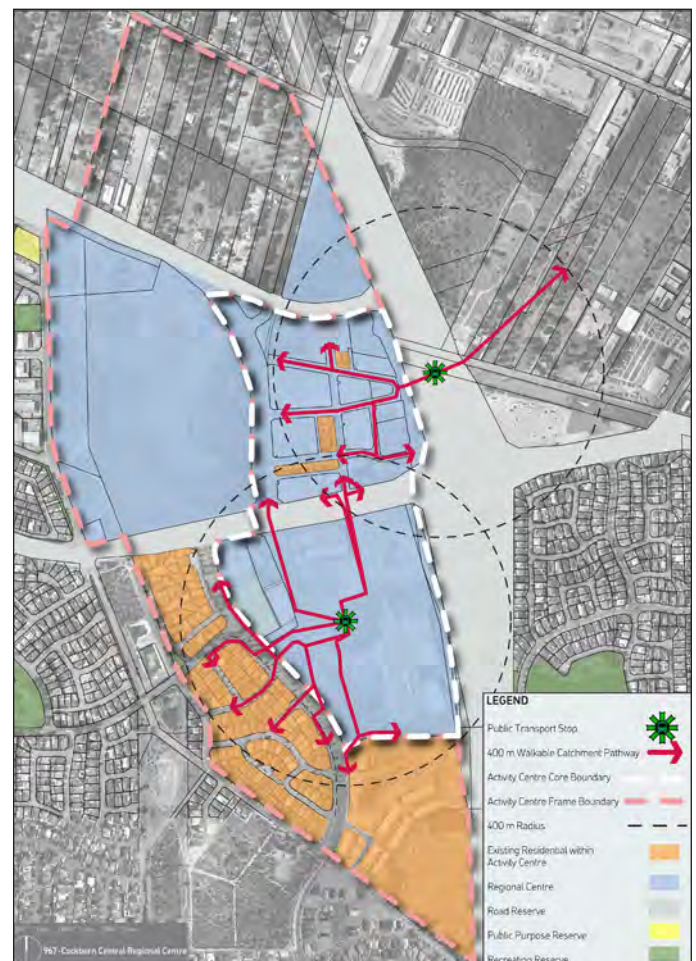 LEGEND
Public Transport Stop
400 m Walkable Catchment Pathway
Activity Centre Core Boundary
Activity Centre Frame Boundary
400 m Radius
Existing Residential within
Activity Centre
Regional Centre
Road Reserve
Public Purpose Reserve
Recreating Reserve
967-Cockburn Central Regional Centre